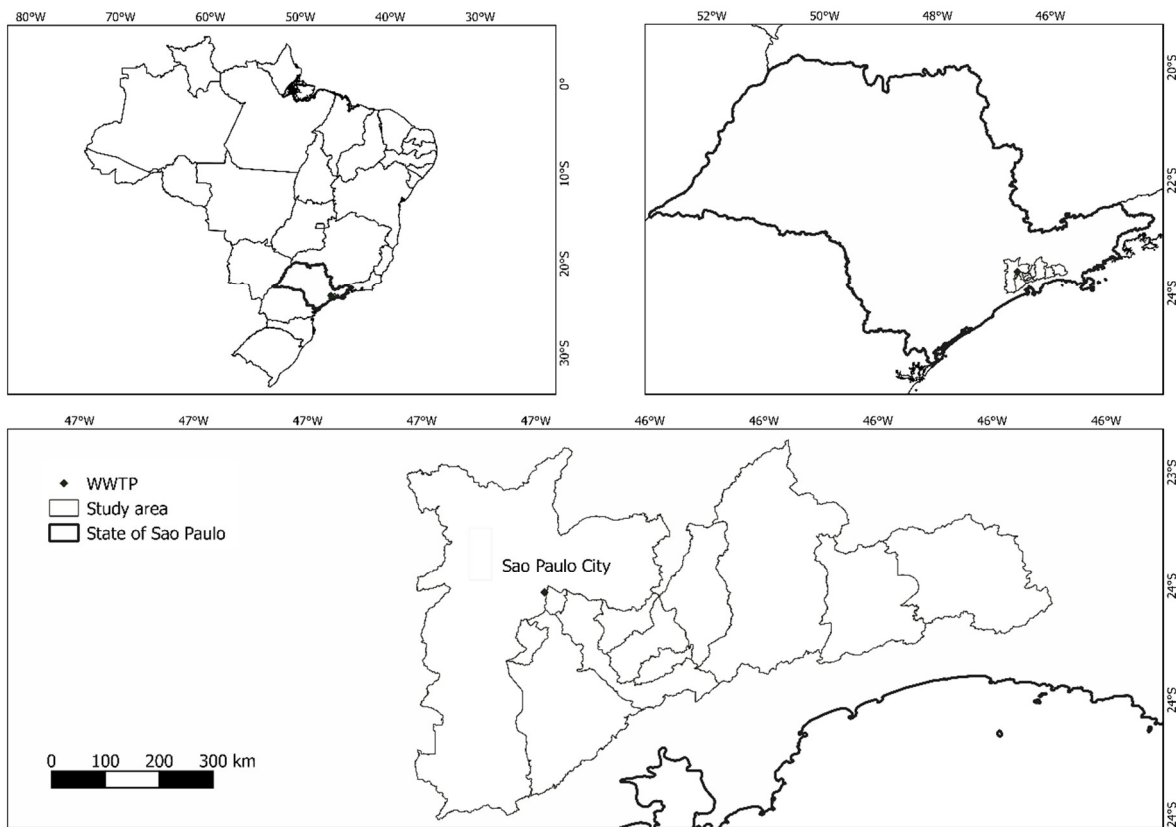 80°W 70°W 60°W 50°W 40°W 30°W
0°
10°S
20°S
30°S
52°W 50°W 48°W 46°W
20°S
22°S
24°S
47°W 47°W 47°W 47°W 47°W 46°W 46°W 46°W 46°W 46°W
23°S
24°S
24°S
24°S
WWTP
Study area
State of Sao Paulo
Sao Paulo City
0 100 200 300 km